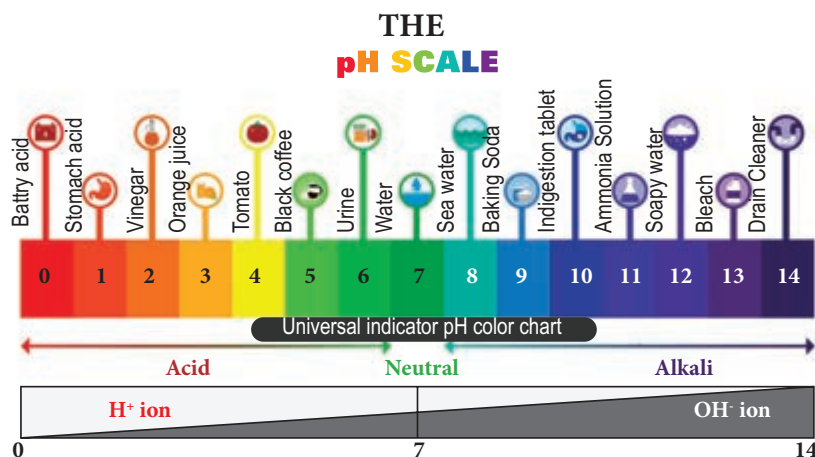 THE
pH SCALE
Battry acid
Stomach acid
Vinegar
Orange juice
Tomato
Black coffee
Urine
Water
Sea water
Baking Soda
Indigestion tablet
Ammonia Solution
Soapy water
Bleach
Drain Cleaner
0 1 2 3 4 5 6 7 8 9 10 11 12 13 14
Universal indicator pH color chart
Acid Neutral Alkali
H⁺ ion OH⁻ ion
0 7 14